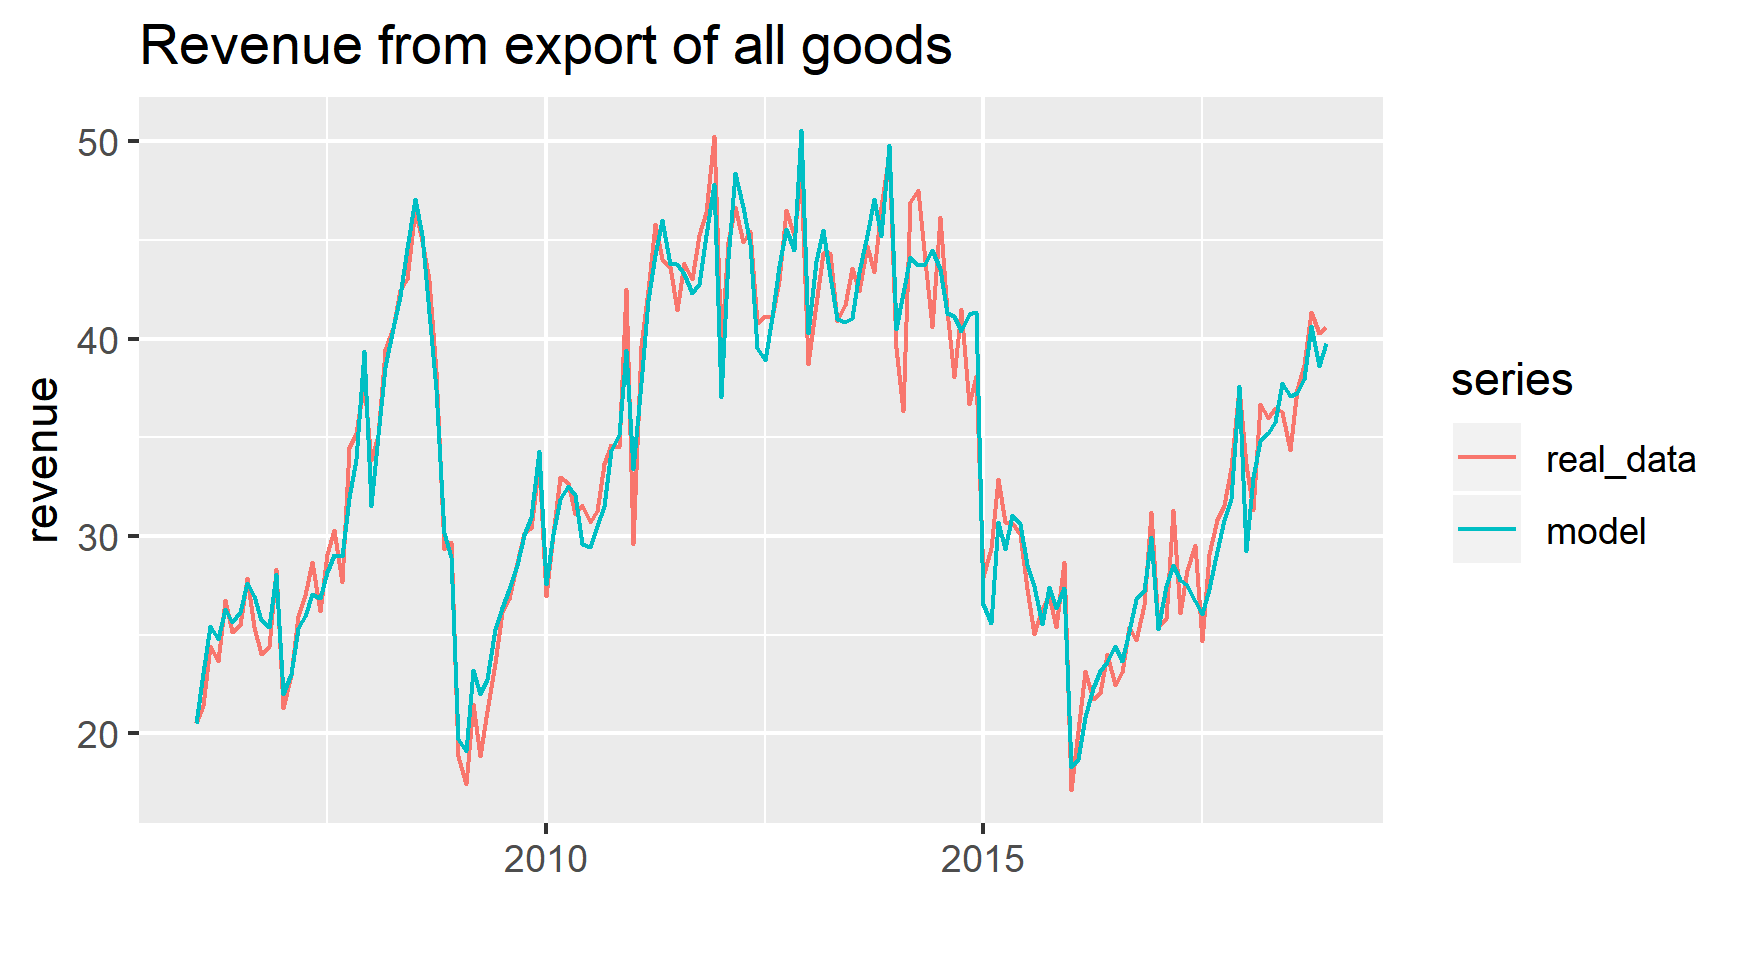 Revenue from export of all goods
50
40
30
20
revenue
2010
2015
series
real_data
model